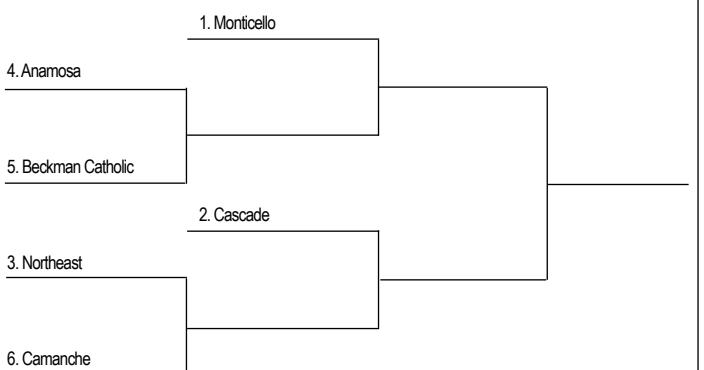 1. Monticello
4. Anamosa
5. Beckman Catholic
2. Cascade
3. Northeast
6. Camanche